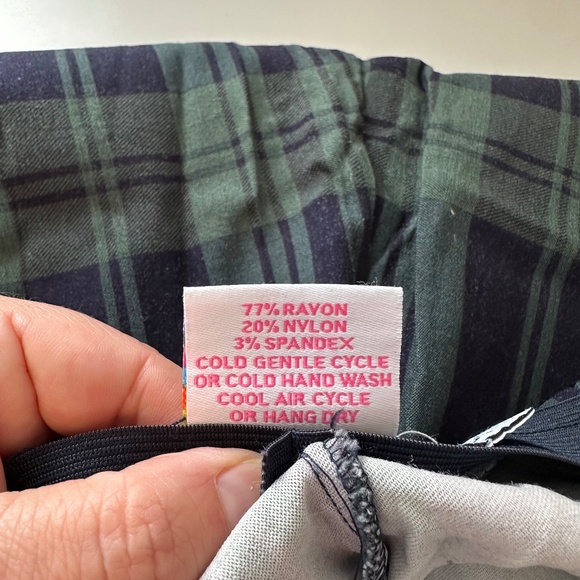 77% RAYON
20% NYLON
3% SPANDEX
COLD GENTLE CYCLE
OR COLD HAND WASH
COOL AIR CYCLE
OR HANG DRY